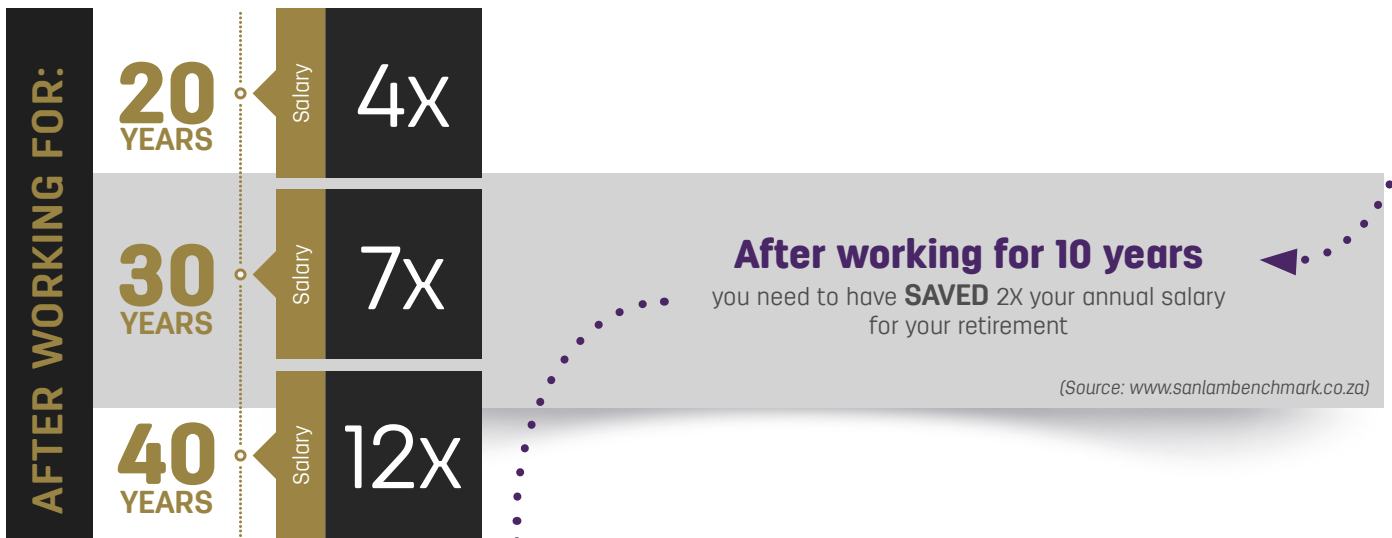 AFTER WORKING FOR:
20
YEARS
Salary
4x
30
YEARS
Salary
7x
40
YEARS
Salary
12x
After working for 10 years
you need to have SAVED 2X your annual salary
for your retirement
(Source: www.sanlambenchmark.co.za)